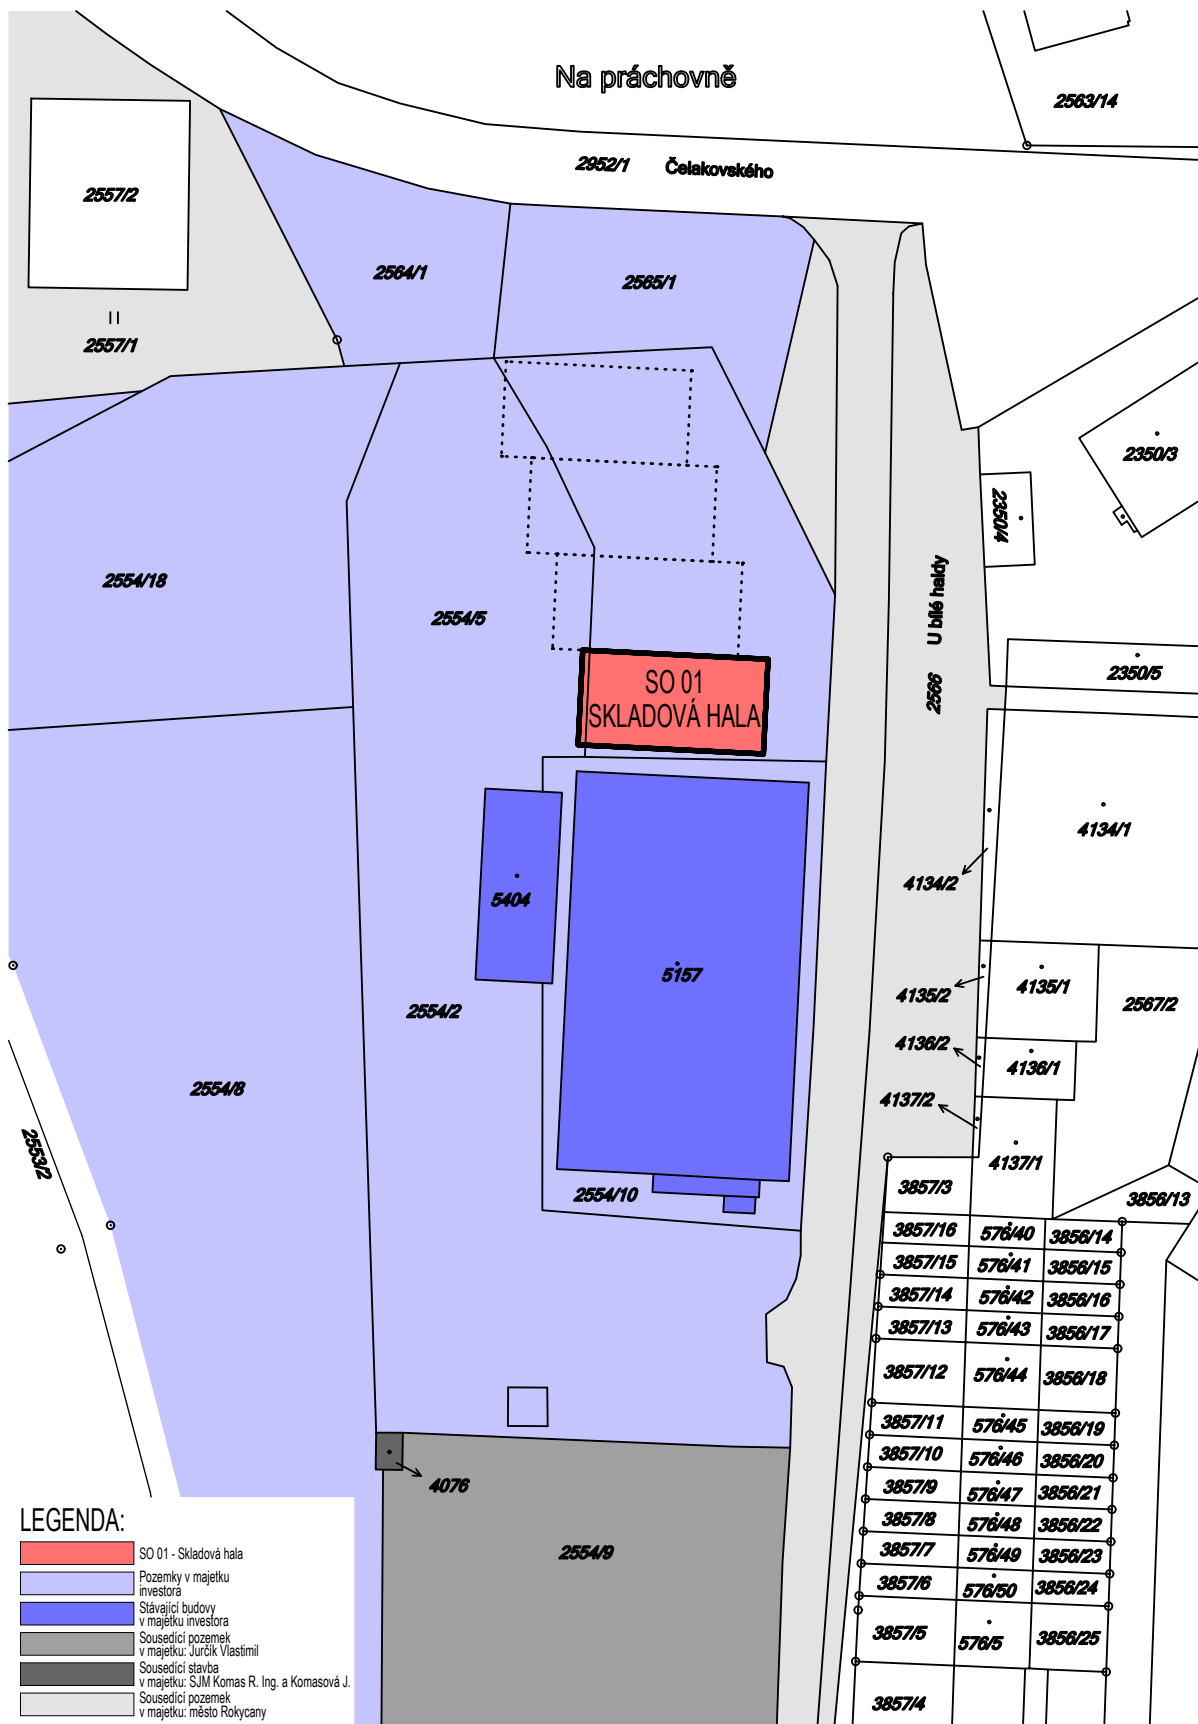 Na práchovně
2563/14
2952/1 Čelakovského
2557/2
2564/1
2565/1
2557/1
2350/3
2350/4
2554/18
2554/5
U bílé haldy
2566
2350/5
SO 01
SKLADOVÁ HALA
4134/1
4134/2
5404
5157
4135/1
4135/2
2567/2
2554/2
4136/2
4136/1
2554/8
4137/2
2553/2
4137/1
3857/3
2554/10
3856/13
3857/16 576/40 3856/14
3857/15 576/41 3856/15
3857/14 576/42 3856/16
3857/13 576/43 3856/17
3857/12 576/44 3856/18
3857/11 576/45 3856/19
3857/10 576/46 3856/20
4076
3857/9 576/47 3856/21
3857/8 576/48 3856/22
2554/9
3857/7 576/49 3856/23
3857/6 576/50 3856/24
3857/5 576/5 3856/25
3857/4
LEGENDA:
SO 01 - Skladová hala
Pozemky v majetku
investora
Stávající budovy
v majetku investora
Sousedící pozemek
v majetku: Jurčík Vlastimil
Sousedící stavba
v majetku: SJM Komas R. Ing. a Komasová J.
Sousedící pozemek
v majetku: město Rokycany